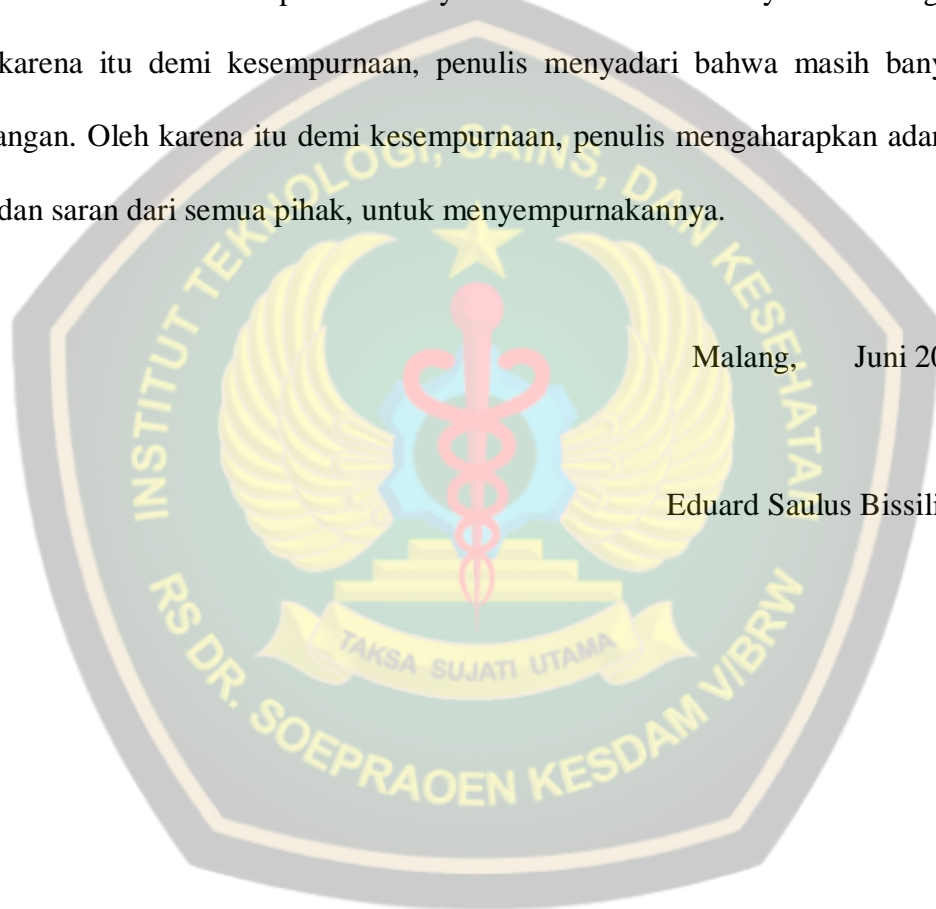 karena itu demi kesempurnaan, penulis menyadari bahwa masih bany
angan. Oleh karena itu demi kesempurnaan, penulis mengaharapkan adar
dan saran dari semua pihak, untuk menyempurnakannya.
INSTITUT TEKNOLOGI, SAINS, DAN KESEHATAN
Malang, Juni 20
Eduard Saulus Bissili
TAKSA SUJATI UTAMA
RS DR. SOEPRAOEN KESDAM V/BRW